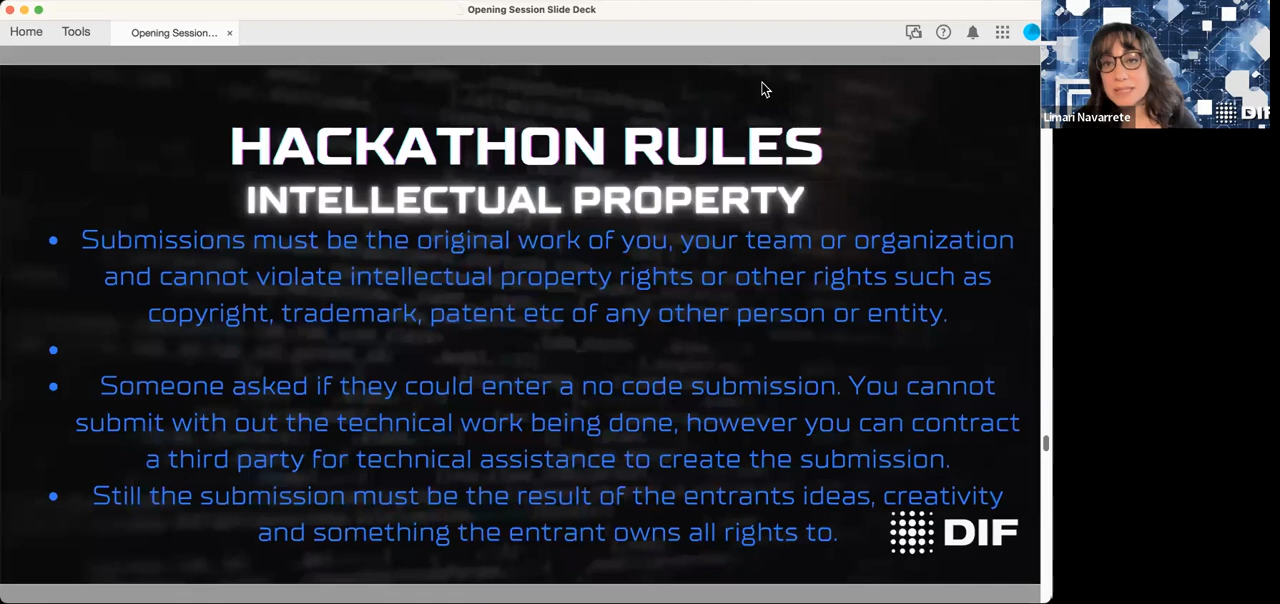 Opening Session Slide Deck
Home Tools Opening Session... ×
Limari Navarrete
DIF
HACKATHON RULES
INTELLECTUAL PROPERTY
• Submissions must be the original work of you, your team or organization
and cannot violate intellectual property rights or other rights such as
copyright, trademark, patent etc of any other person or entity.
•
• Someone asked if they could enter a no code submission. You cannot
submit with out the technical work being done, however you can contract
a third party for technical assistance to create the submission.
• Still the submission must be the result of the entrants ideas, creativity
and something the entrant owns all rights to.
DIF